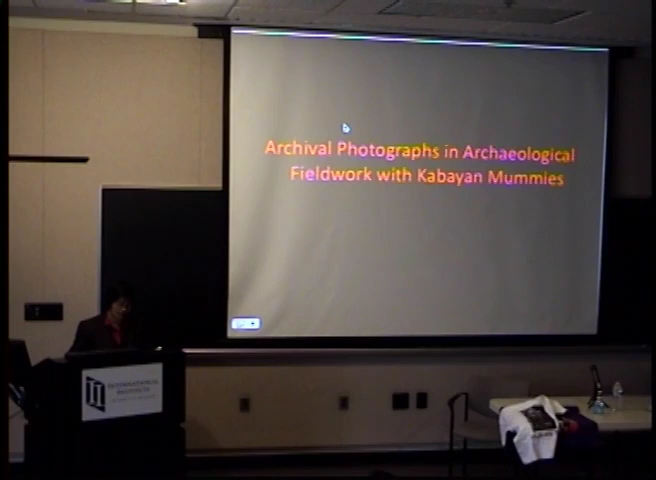 Archival Photographs in Archaeological
Fieldwork with Kabayan Mummies
INTERNATIONAL
INSTITUTE